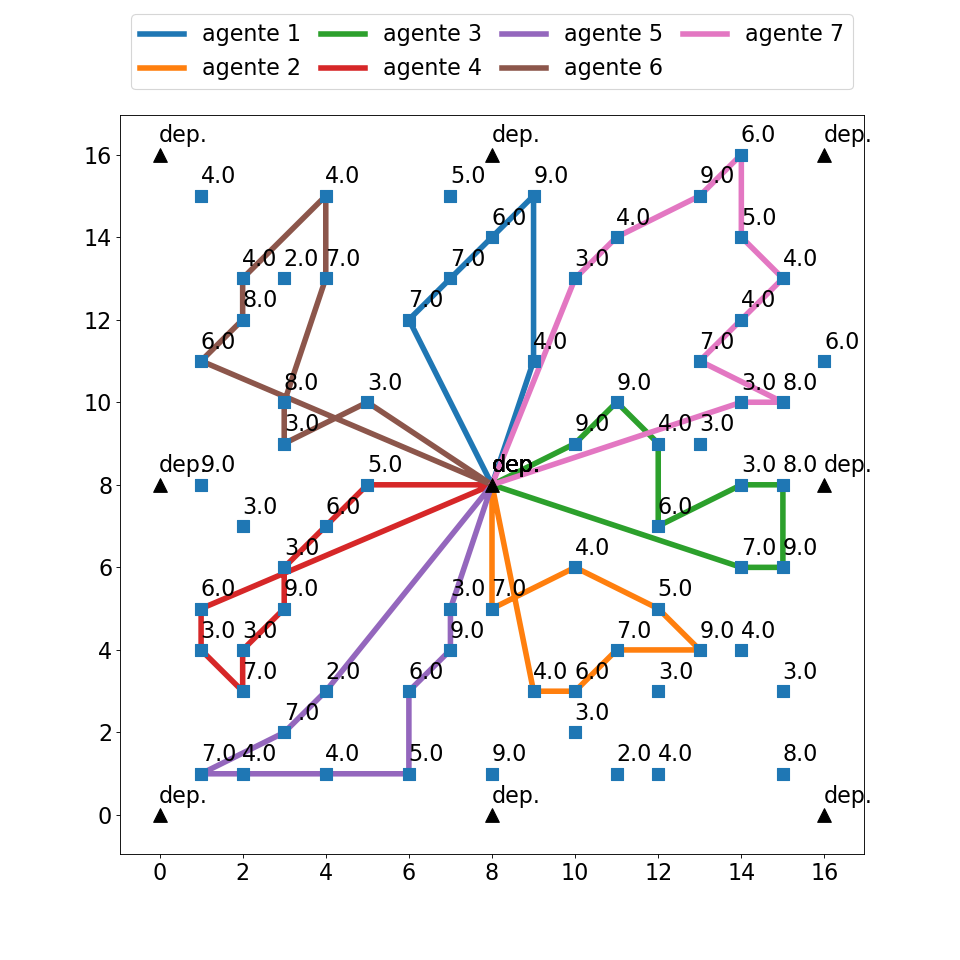 agente 1 agente 3 agente 5 agente 7
agente 2 agente 4 agente 6
dep. dep. dep.
16 6.0
4.0 4.0 5.0 9.0 9.0
14 6.0 4.0 5.0
4.0 2.0 7.0 7.0 3.0 4.0
12 8.0 7.0 4.0
6.0 4.0 7.0 6.0
10 8.0 3.0 9.0 3.0 8.0
3.0 9.0 4.0 3.0
dep. 9.0 5.0 dep. 3.0 8.0 dep.
8
3.0 6.0 6.0
6 3.0 4.0 7.0 9.0
6.0 9.0 3.0 7.0 5.0
4 3.0 3.0 9.0 7.0 9.0 4.0
7.0 2.0 6.0 4.0 6.0 3.0 3.0
2 7.0 3.0
7.0 4.0 4.0 5.0 9.0 2.0 4.0 8.0
dep. dep. dep.
0
0 2 4 6 8 10 12 14 16